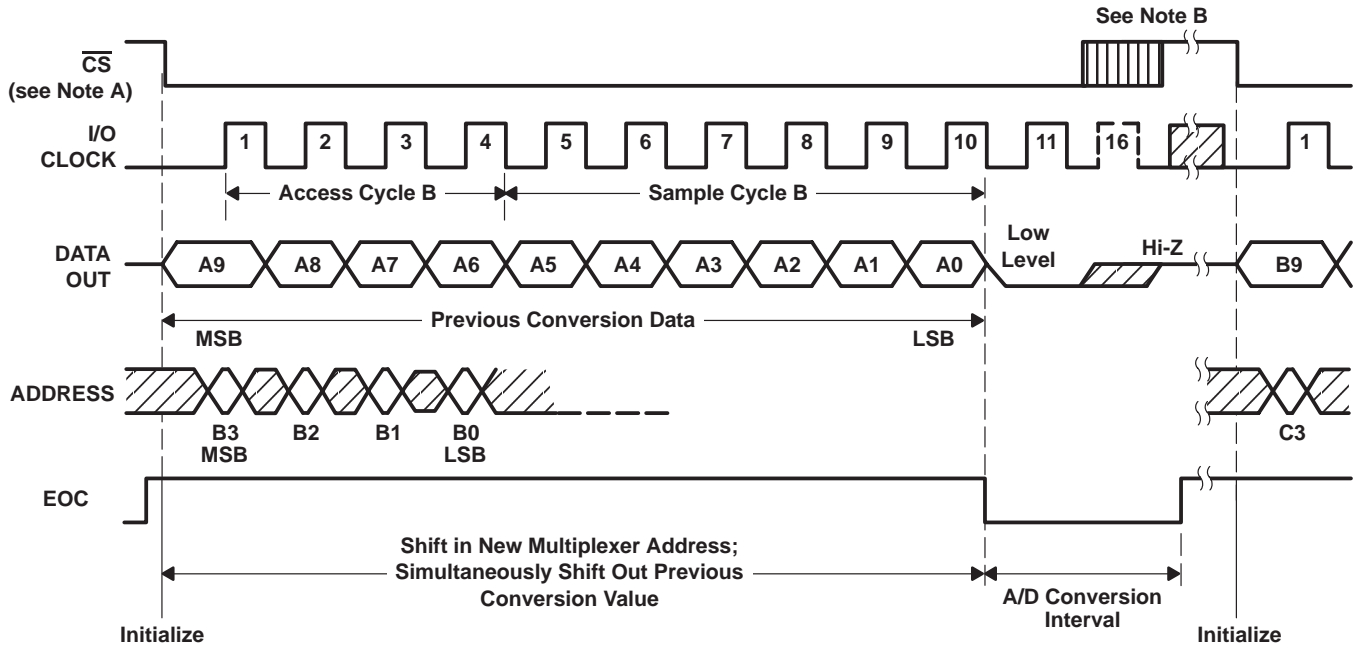 See Note B
CS
(see Note A)
I/O
CLOCK
1 2 3 4 5 6 7 8 9 10 11 16 1
Access Cycle B Sample Cycle B
DATA
OUT
A9 A8 A7 A6 A5 A4 A3 A2 A1 A0 Low
Level Hi-Z B9
Previous Conversion Data
MSB LSB
ADDRESS
B3 B2 B1 B0 C3
MSB LSB
EOC
Shift in New Multiplexer Address;
Simultaneously Shift Out Previous
Conversion Value
A/D Conversion
Interval
Initialize Initialize